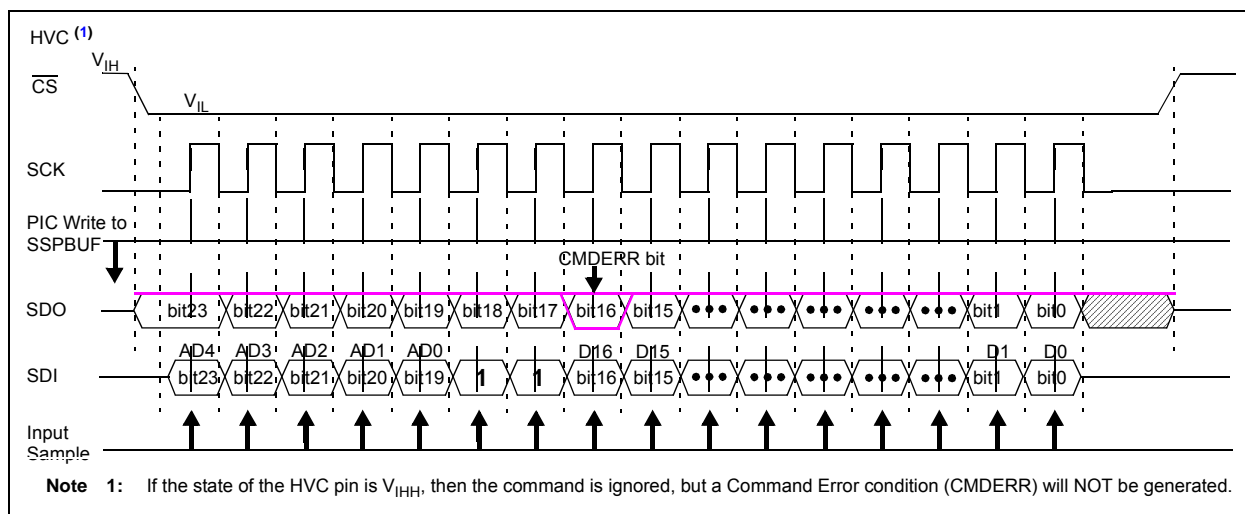 HVC (1)
VIH
CS
VIL
SCK
PIC Write to
SSPBUF
CMDERR bit
SDO bit23 bit22 bit21 bit20 bit19 bit18 bit17 bit16 bit15 ••• ••• ••• ••• ••• bit1 bit0
AD4 AD3 AD2 AD1 AD0 D16 D15 D1 D0
SDI bit23 bit22 bit21 bit20 bit19 1 1 bit16 bit15 ••• ••• ••• ••• ••• bit1 bit0
Input
Sample
Note 1: If the state of the HVC pin is VIHH, then the command is ignored, but a Command Error condition (CMDERR) will NOT be generated.